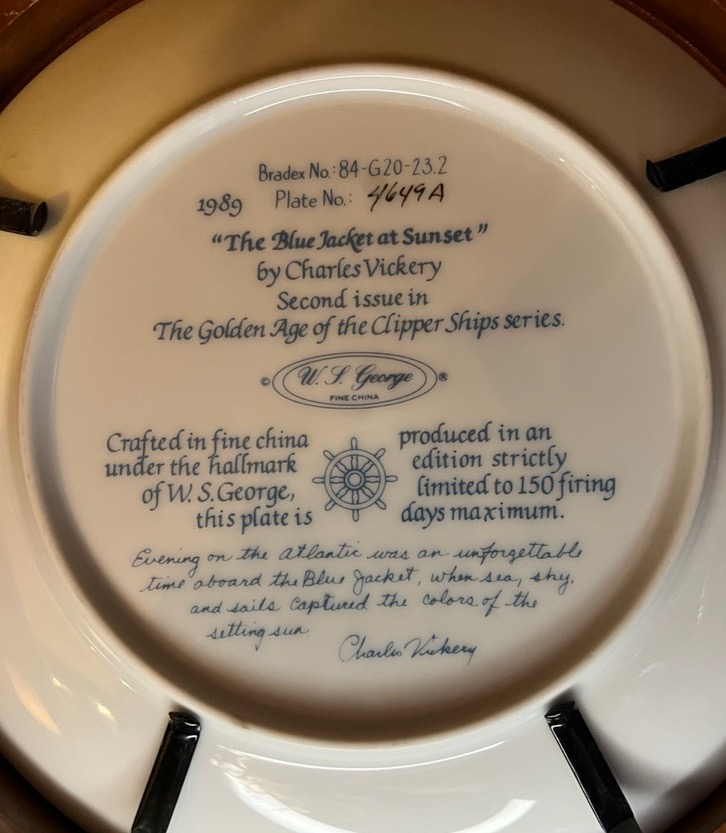 Bradex No.: 84-G20-23.2
1989 Plate No.: 4649A
"The Blue Jacket at Sunset"
by Charles Vickery
Second issue in
The Golden Age of the Clipper Ships series.
© W. S. George ®
FINE CHINA
Crafted in fine china
under the hallmark
of W. S. George,
this plate is
produced in an
edition strictly
limited to 150 firing
days maximum.
Evening on the Atlantic was an unforgettable
time aboard the Blue Jacket, when sea, sky,
and sails captured the colors of the
setting sun
Charles Vickery